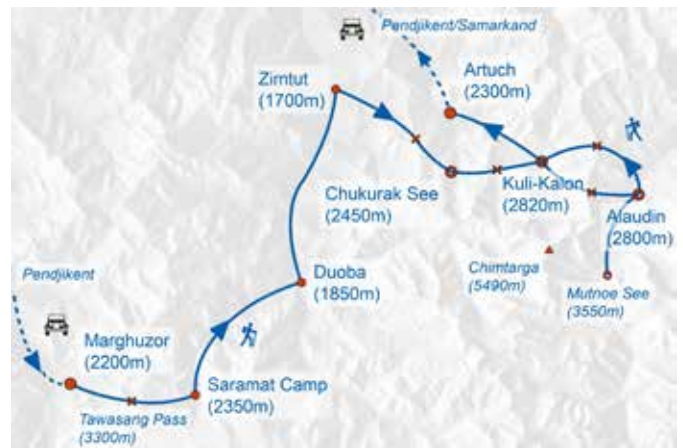 Pendjikent/Samarkand
Artuch
(2300m)
Zimtut
(1700m)
Chukurak See
(2450m)
Kuli-Kalon
(2820m)
Alaudin
(2800m)
Chimtarga
(5490m)
Mutnoe See
(3550m)
Duoba
(1850m)
Pendjikent
Marghuzor
(2200m)
Saramat Camp
(2350m)
Tawasang Pass
(3300m)